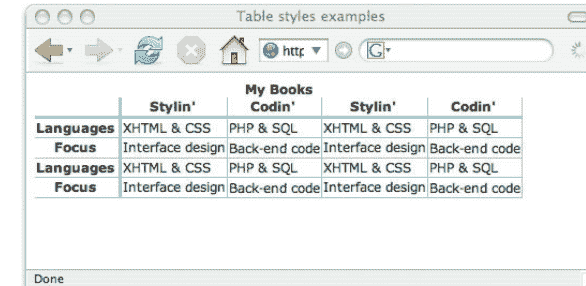 Table styles examples
http
G
My Books
Stylin' Codin' Stylin' Codin'
Languages XHTML & CSS PHP & SQL XHTML & CSS PHP & SQL
Focus Interface design Back-end code Interface design Back-end code
Languages XHTML & CSS PHP & SQL XHTML & CSS PHP & SQL
Focus Interface design Back-end code Interface design Back-end code
Done